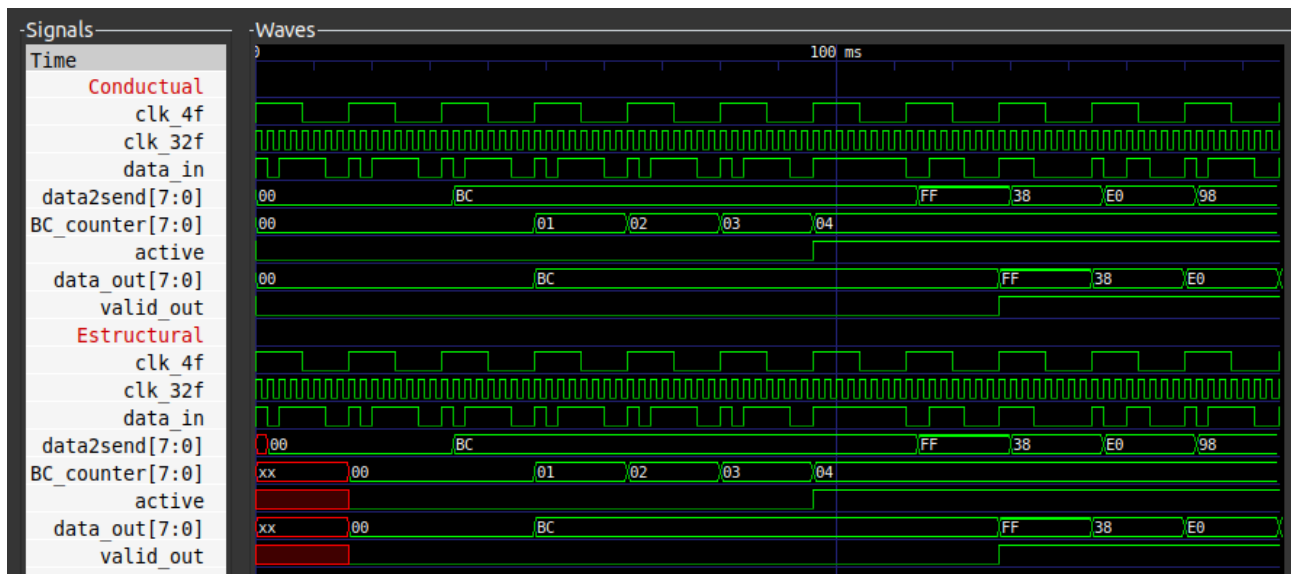 Signals Waves
Time 0 100 ms
Conductual
clk_4f
clk_32f
data_in
data2send[7:0] 00 BC FF 38 E0 98
BC_counter[7:0] 00 01 02 03 04
active
data_out[7:0] 00 BC FF 38 E0
valid_out
Estructural
clk_4f
clk_32f
data_in
data2send[7:0] 00 BC FF 38 E0 98
BC_counter[7:0] xx 00 01 02 03 04
active
data_out[7:0] xx 00 BC FF 38 E0
valid_out